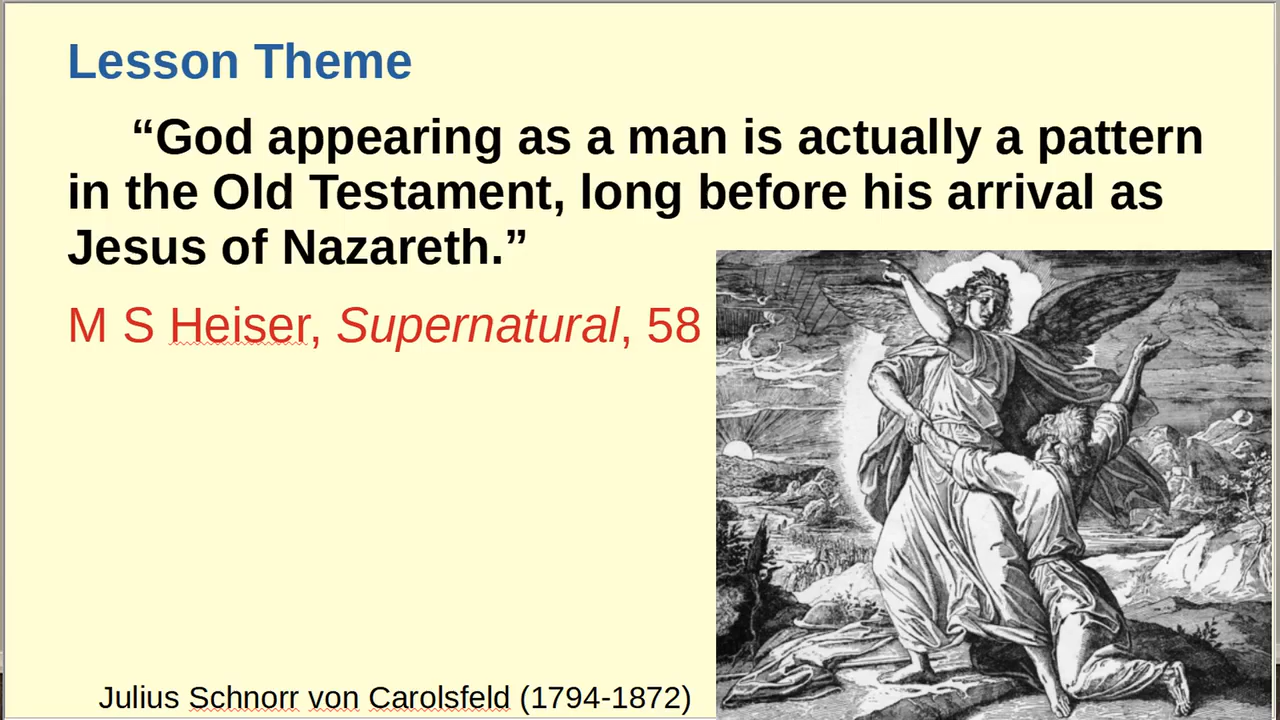 Lesson Theme
“God appearing as a man is actually a pattern
in the Old Testament, long before his arrival as
Jesus of Nazareth.”
M S Heiser, Supernatural, 58
Julius Schnorr von Carolsfeld (1794-1872)